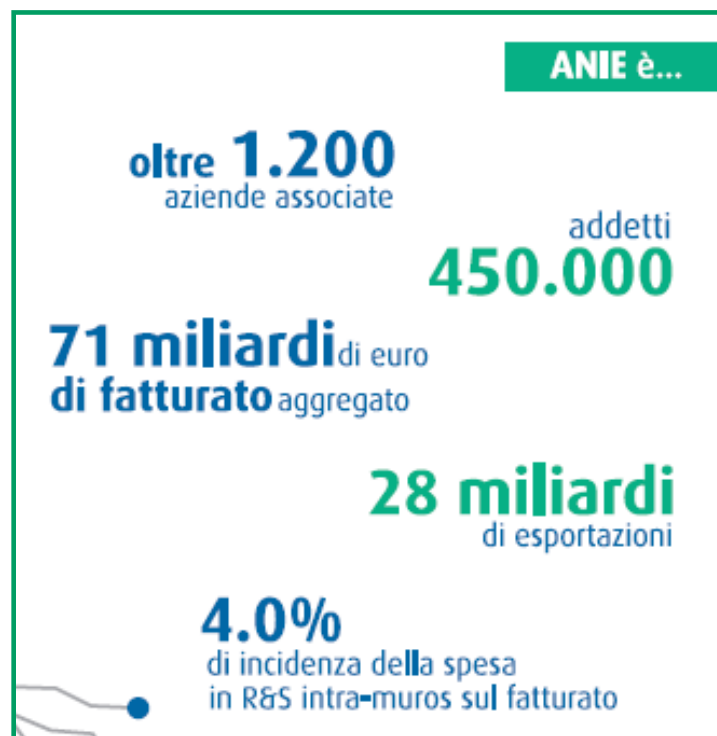 ANIE è...
oltre 1.200
aziende associate
addetti
450.000
71 miliardi di euro
di fatturato aggregato
28 miliardi
di esportazioni
4.0%
di incidenza della spesa
in R&S intra-muros sul fatturato